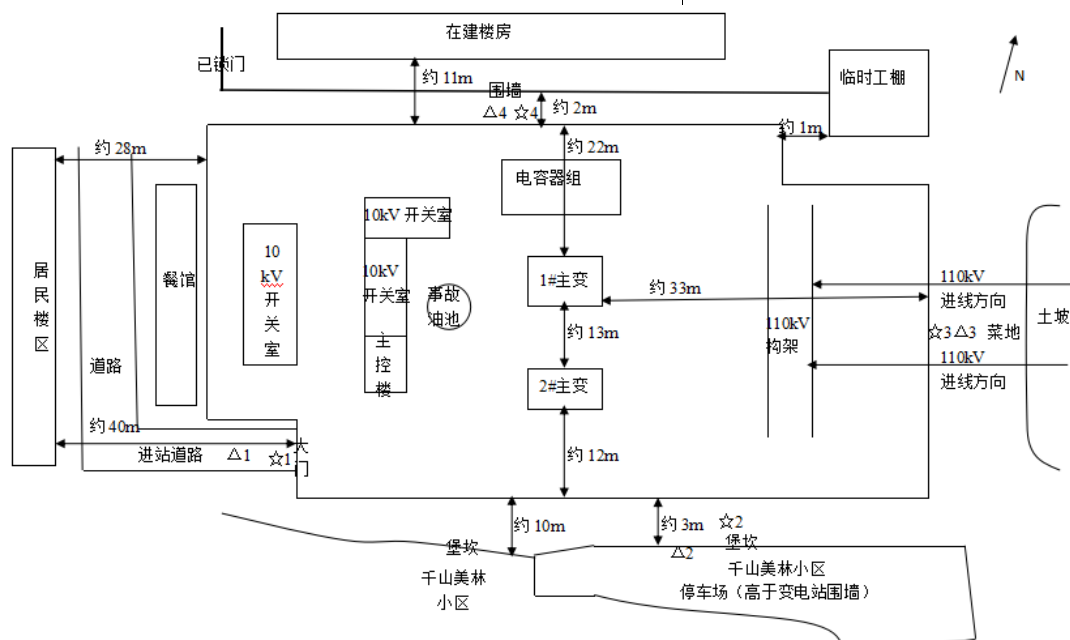 在建楼房
已锁门
约 11m
围墙
临时工棚
N
△4 ☆4
约 2m
约 1m
约 28m
约 22m
电容器组
10kV 开关室
居民楼区
餐馆
10
kV
开
关
室
10kV
开关室
事故
油池
1#主变
约 33m
110kV
进线方向
土坡
约 13m
110kV
构架
☆3△3 菜地
主
控
楼
道路
2#主变
110kV
进线方向
约 40m
大
门
进站道路
△1
☆1
约 12m
约 10m
约 3m
☆2
堡坎
堡坎
△2
千山美林
小区
千山美林小区
停车场（高于变电站围墙）